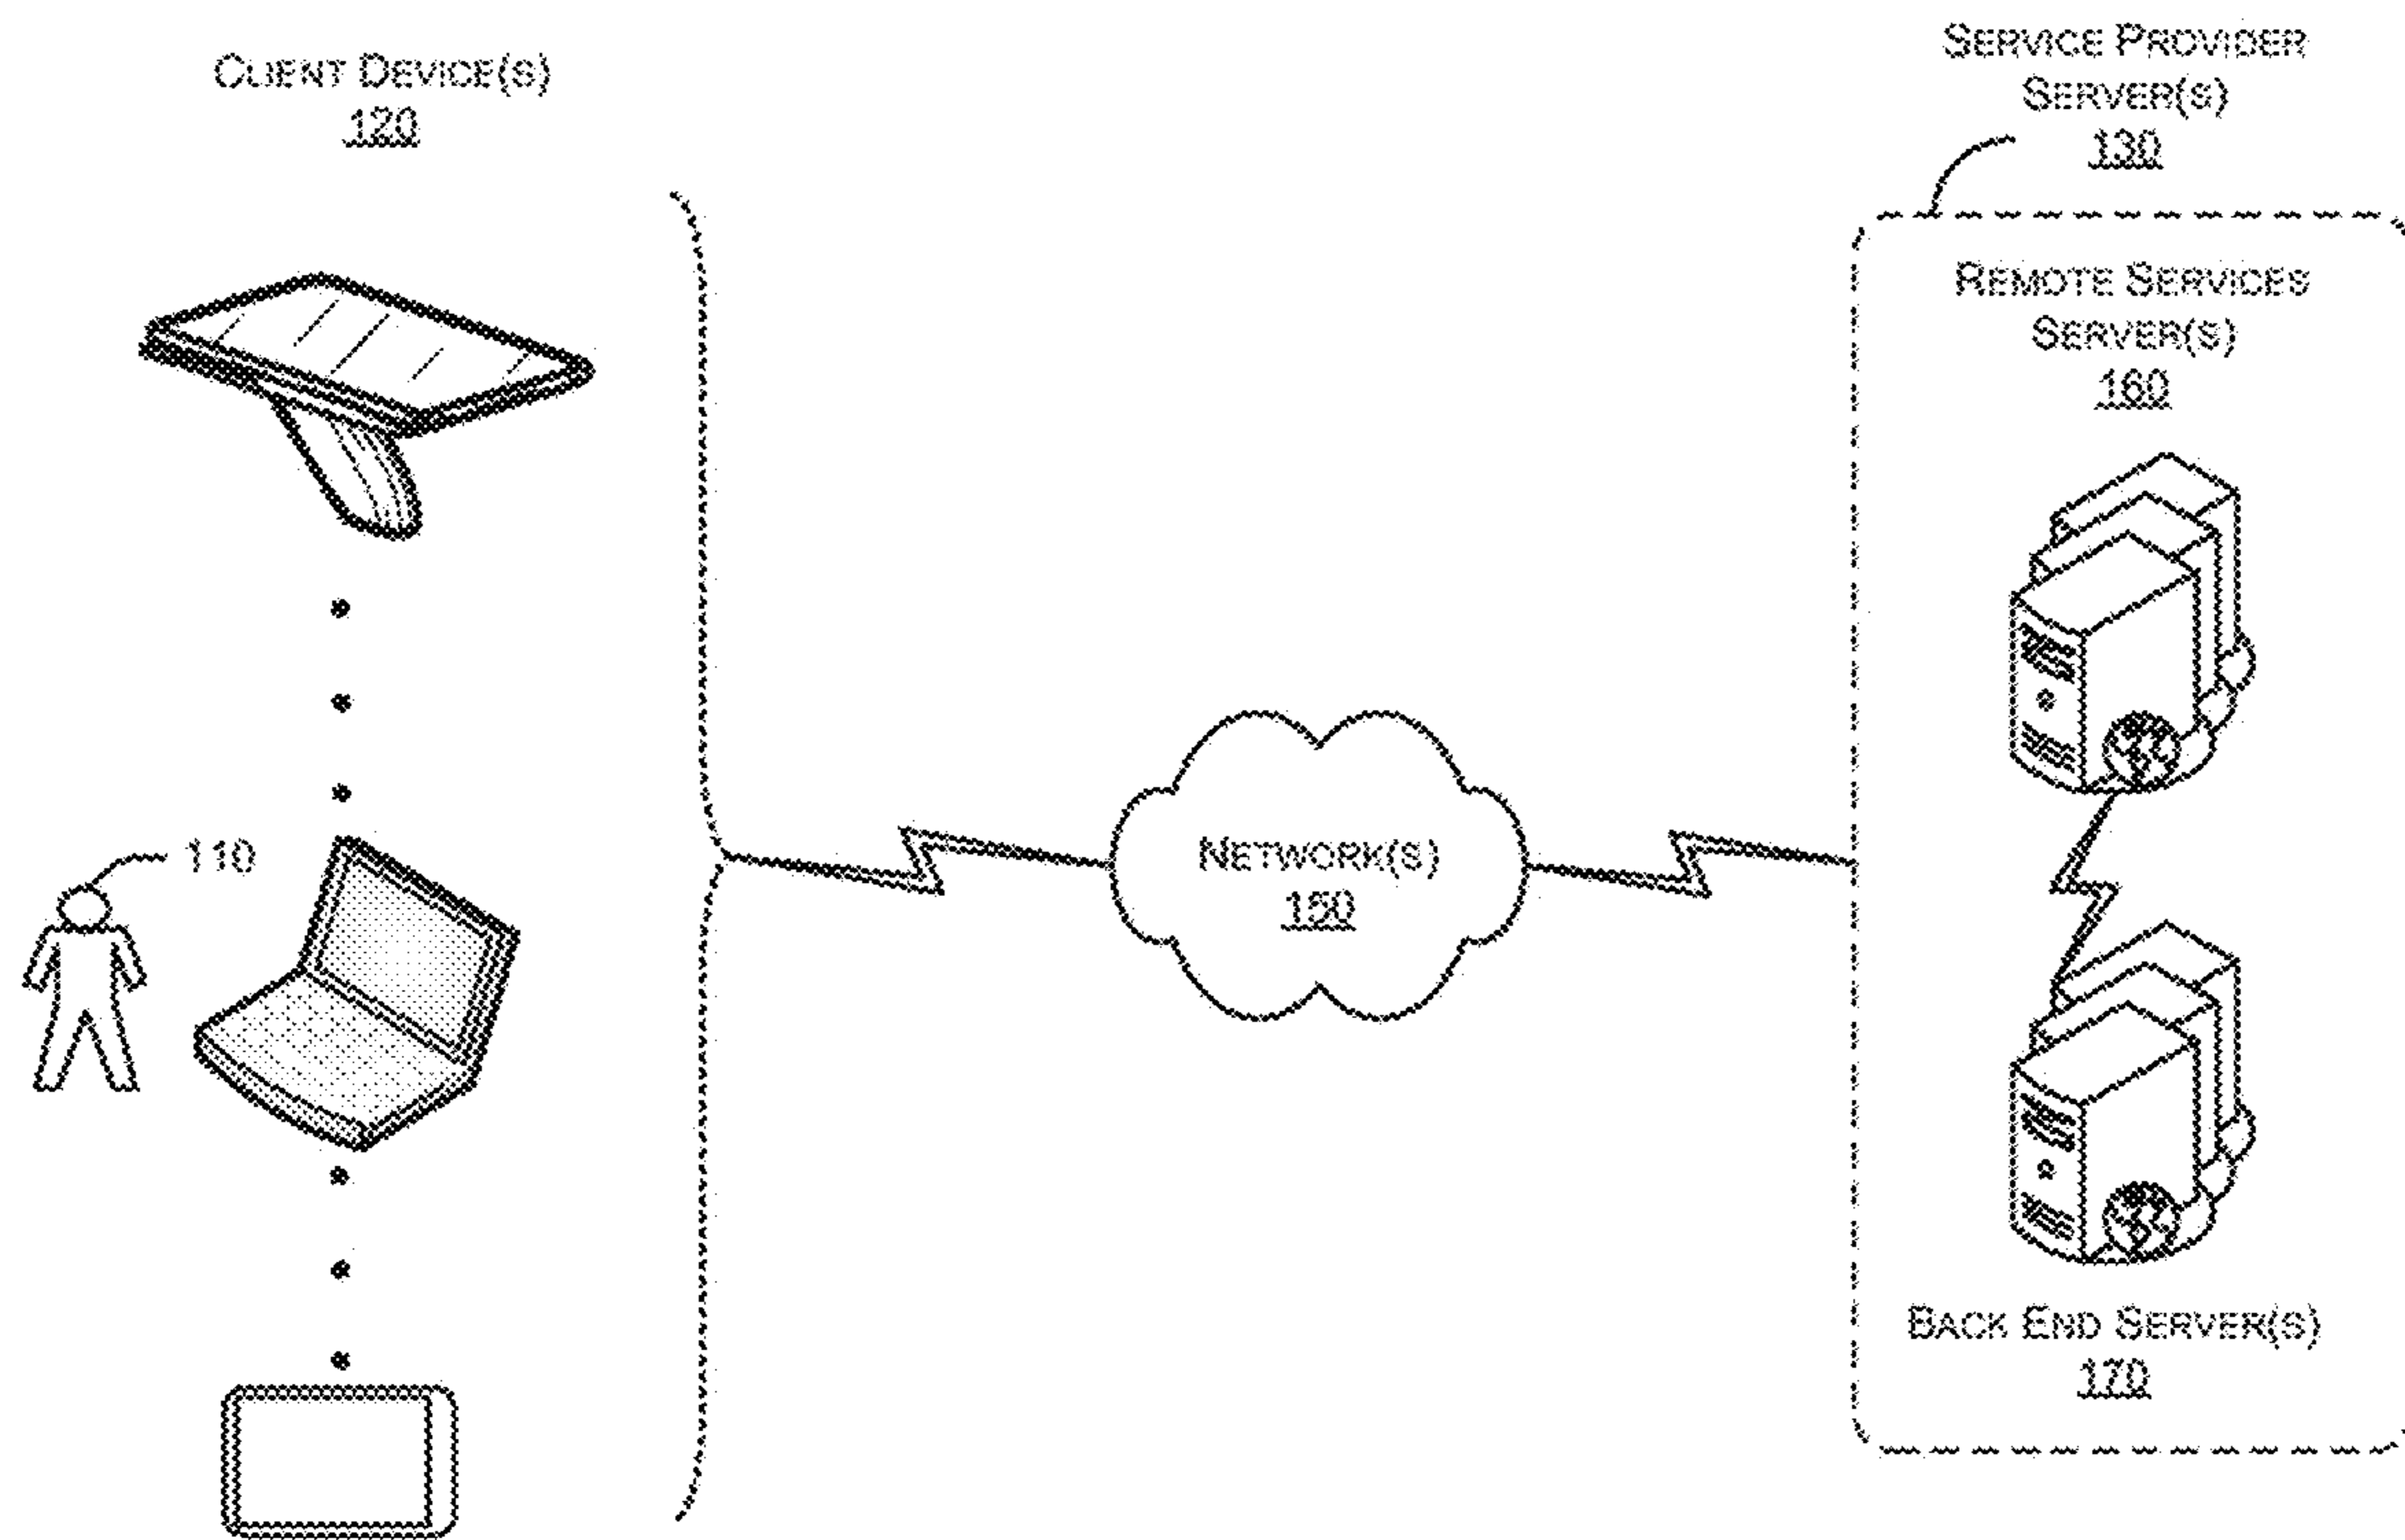 CLIENT DEVICE(S)
120
SERVICE PROVIDER
SERVER(S)
130
REMOTE SERVICES
SERVER(S)
160
110
NETWORK(S)
150
BACK END SERVER(S)
170